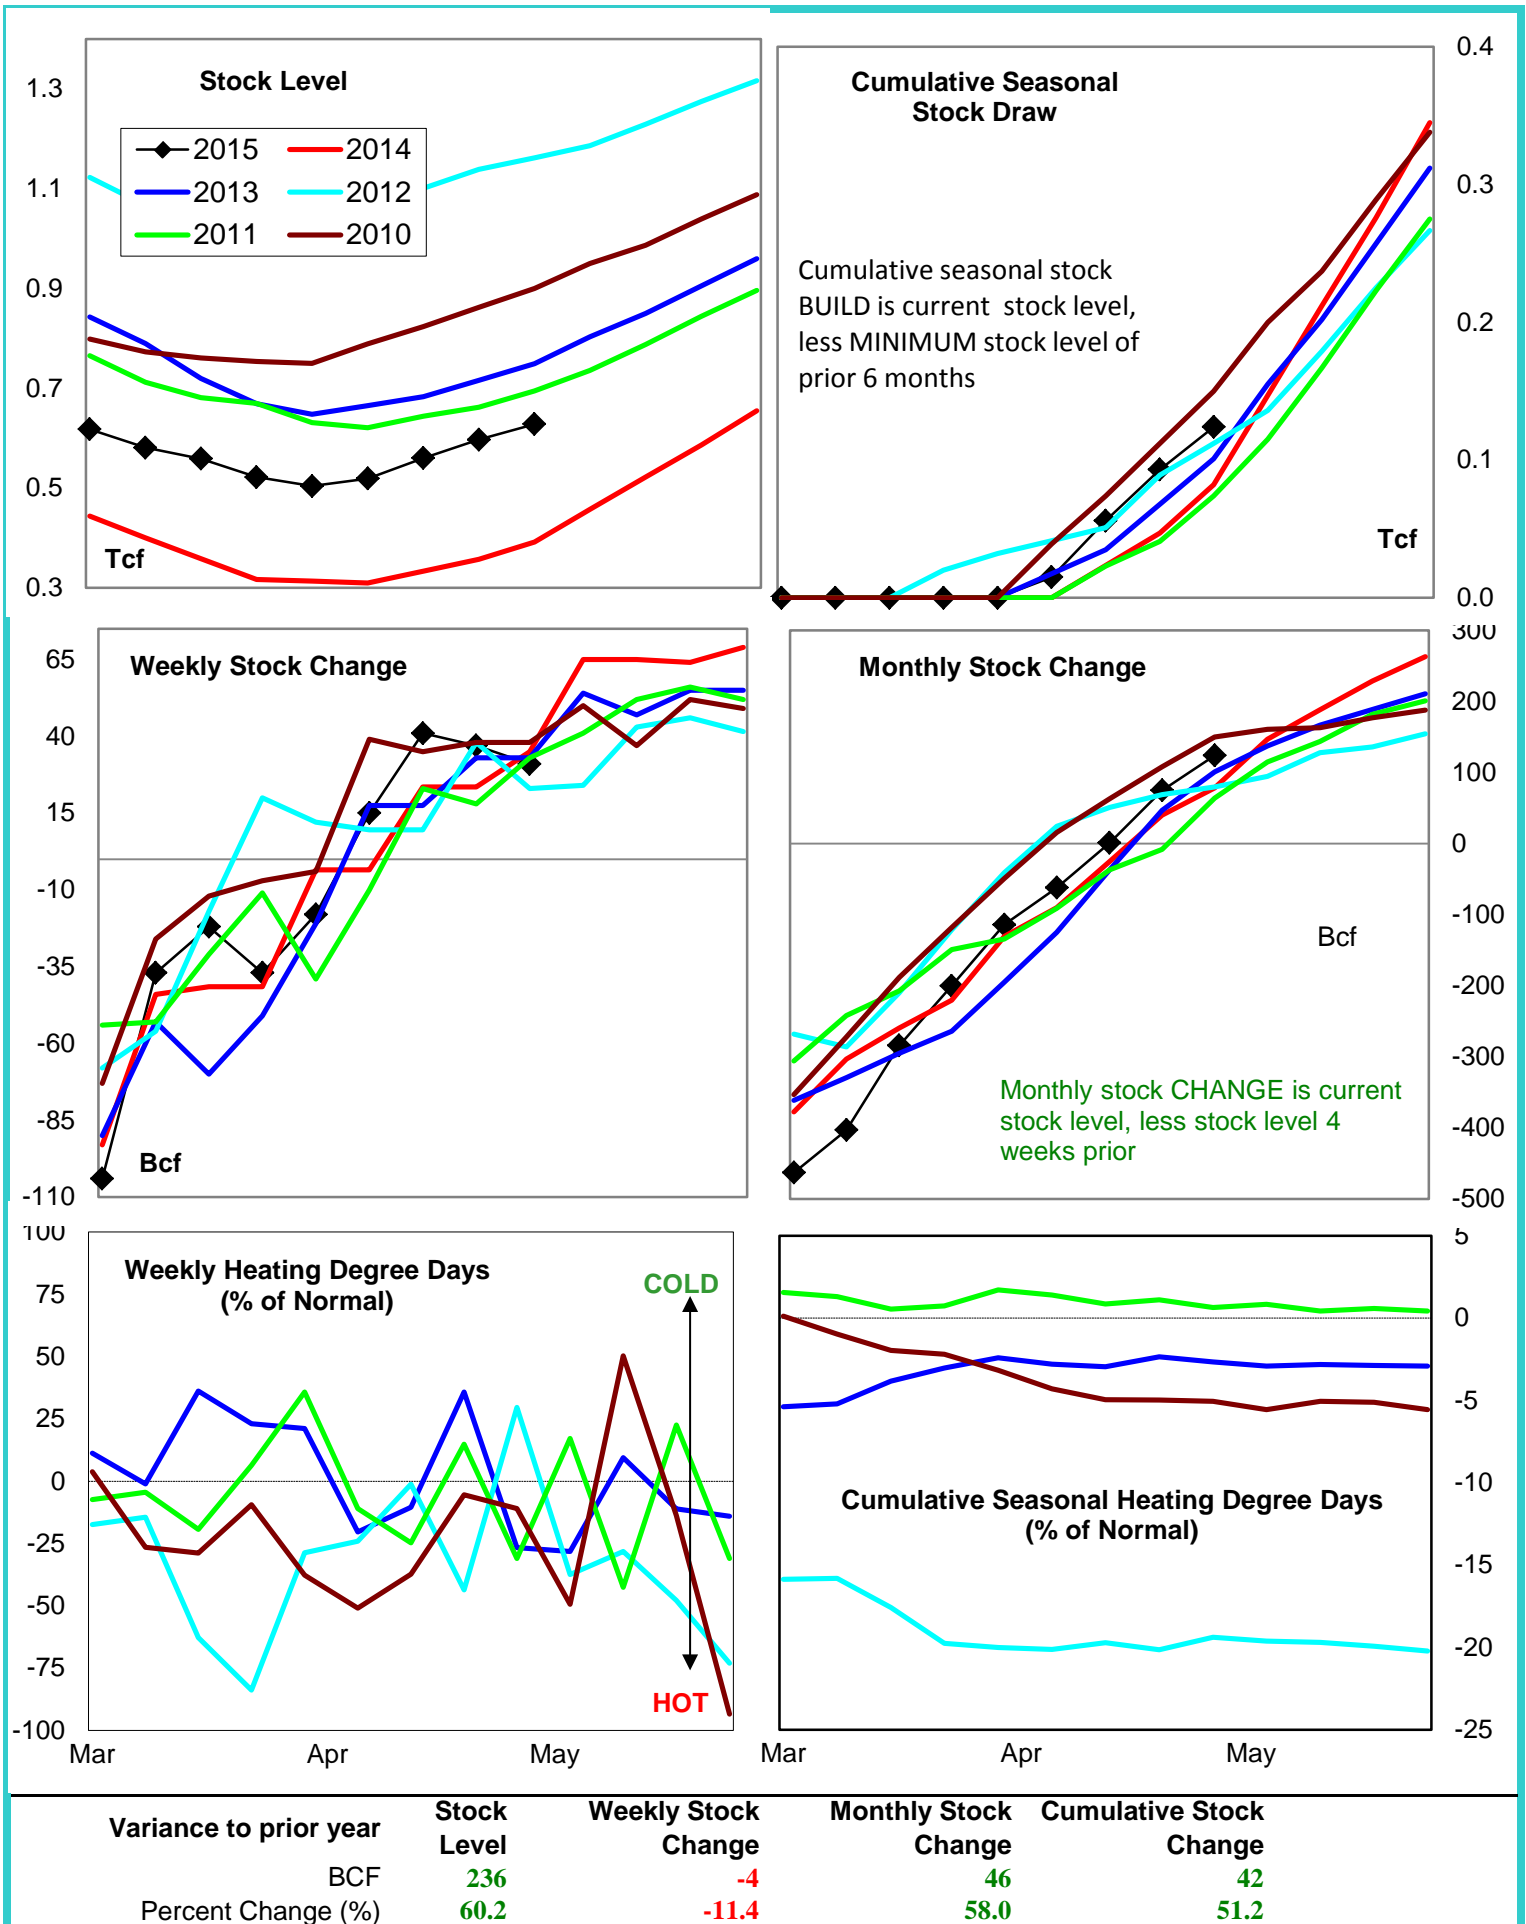 Stock Level
1.3
1.1
0.9
0.7
0.5
0.3
2015
2014
2013
2012
2011
2010
Tcf
Cumulative Seasonal
Stock Draw
0.4
0.3
0.2
0.1
0.0
Cumulative seasonal stock
BUILD is current stock level,
less MINIMUM stock level of
prior 6 months
Tcf
Weekly Stock Change
65
40
15
-10
-35
-60
-85
-110
Bcf
Monthly Stock Change
300
200
100
0
-100
-200
-300
-400
-500
Bcf
Monthly stock CHANGE is current
stock level, less stock level 4
weeks prior
Weekly Heating Degree Days
(% of Normal)
100
75
50
25
0
-25
-50
-75
-100
COLD
HOT
Mar Apr May
5
0
-5
-10
-15
-20
-25
Cumulative Seasonal Heating Degree Days
(% of Normal)
Mar Apr May
Variance to prior year
Stock
Level
Weekly Stock
Change
Monthly Stock
Change
Cumulative Stock
Change
BCF 236 -4 46 42
Percent Change (%) 60.2 -11.4 58.0 51.2